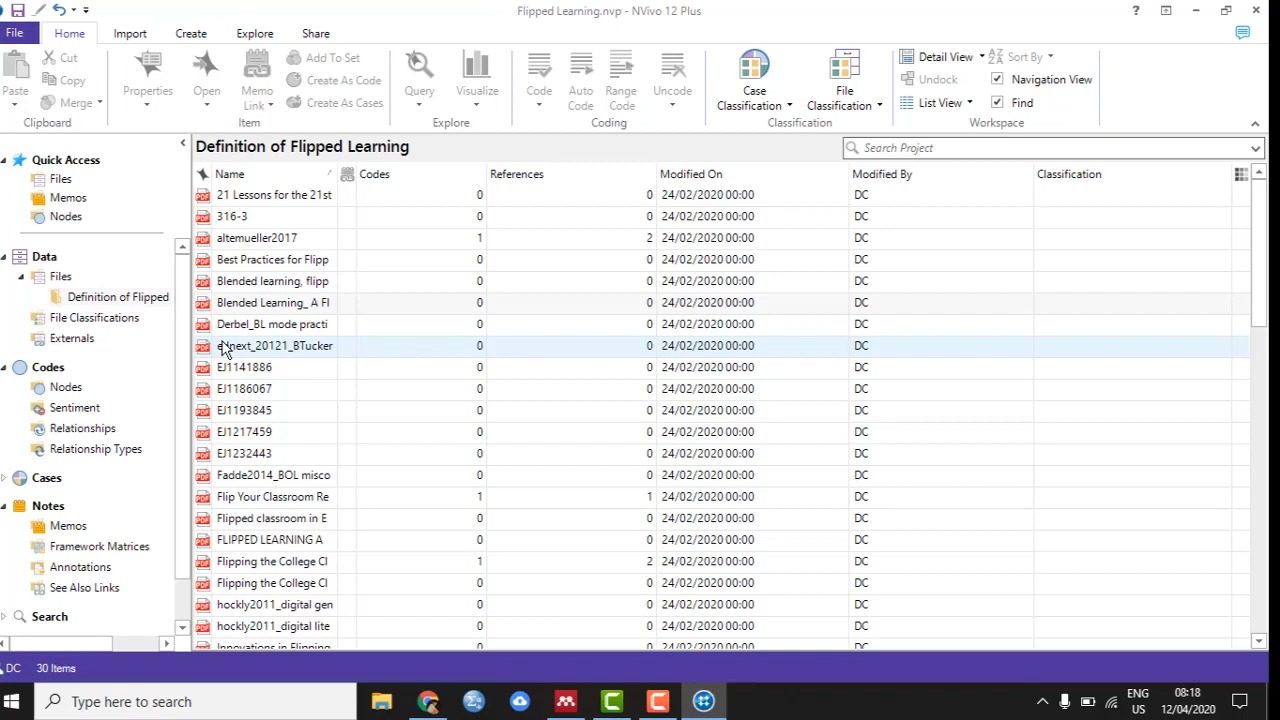 Flipped Learning.nvp - NVivo 12 Plus
File Home Import Create Explore Share
Paste Cut Copy Merge Clipboard
Properties Open Memo Link Add To Set Create As Code Create As Cases Item
Query Visualize Explore
Code Auto Code Range Code Uncode Coding
Case Classification File Classification Classification
Detail View Sort By Undock Navigation View List View Find Workspace
Quick Access
Files
Memos
Nodes
Data
Files
Definition of Flipped
File Classifications
Externals
Codes
Nodes
Sentiment
Relationships
Relationship Types
Cases
Notes
Memos
Framework Matrices
Annotations
See Also Links
Search
Definition of Flipped Learning Search Project
Name Codes References Modified On Modified By Classification
21 Lessons for the 21st 0 0 24/02/2020 00:00 DC
316-3 0 0 24/02/2020 00:00 DC
altemueller2017 1 2 24/02/2020 00:00 DC
Best Practices for Flipp 0 0 24/02/2020 00:00 DC
Blended learning, flipp 0 0 24/02/2020 00:00 DC
Blended Learning_ A Fl 0 0 24/02/2020 00:00 DC
Derbel_BL mode practi 0 0 24/02/2020 00:00 DC
0 0 24/02/2020 00:00 DC
EJ1141886 0 0 24/02/2020 00:00 DC
EJ1186067 0 0 24/02/2020 00:00 DC
EJ1193845 0 0 24/02/2020 00:00 DC
EJ1217459 0 0 24/02/2020 00:00 DC
EJ1232443 0 0 24/02/2020 00:00 DC
Fadde2014_BOL misco 0 0 24/02/2020 00:00 DC
Flip Your Classroom Re 1 1 24/02/2020 00:00 DC
Flipped classroom in E 0 0 24/02/2020 00:00 DC
FLIPPED LEARNING A 0 0 24/02/2020 00:00 DC
Flipping the College Cl 1 2 24/02/2020 00:00 DC
Flipping the College Cl 0 0 24/02/2020 00:00 DC
hockly2011_digital gen 0 0 24/02/2020 00:00 DC
hockly2011_digital lite 0 0 24/02/2020 00:00 DC
Innovations in Flipping 0 0 24/02/2020 00:00 DC
DC 30 Items
Type here to search
ENG US 08:18 12/04/2020